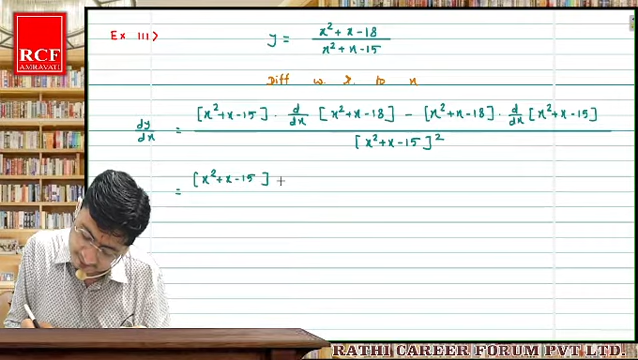 RCF
AMRAVATI
Ex iii>
y = x² + x - 18 / x² + x - 15
Diff w. r. to x
dy/dx = [x² + x - 15] · d/dx [x² + x - 18] - [x² + x - 18] · d/dx [x² + x - 15] / [x² + x - 15]²
= [x² + x - 15] +
RATHI CAREER FORUM PVT LTD.